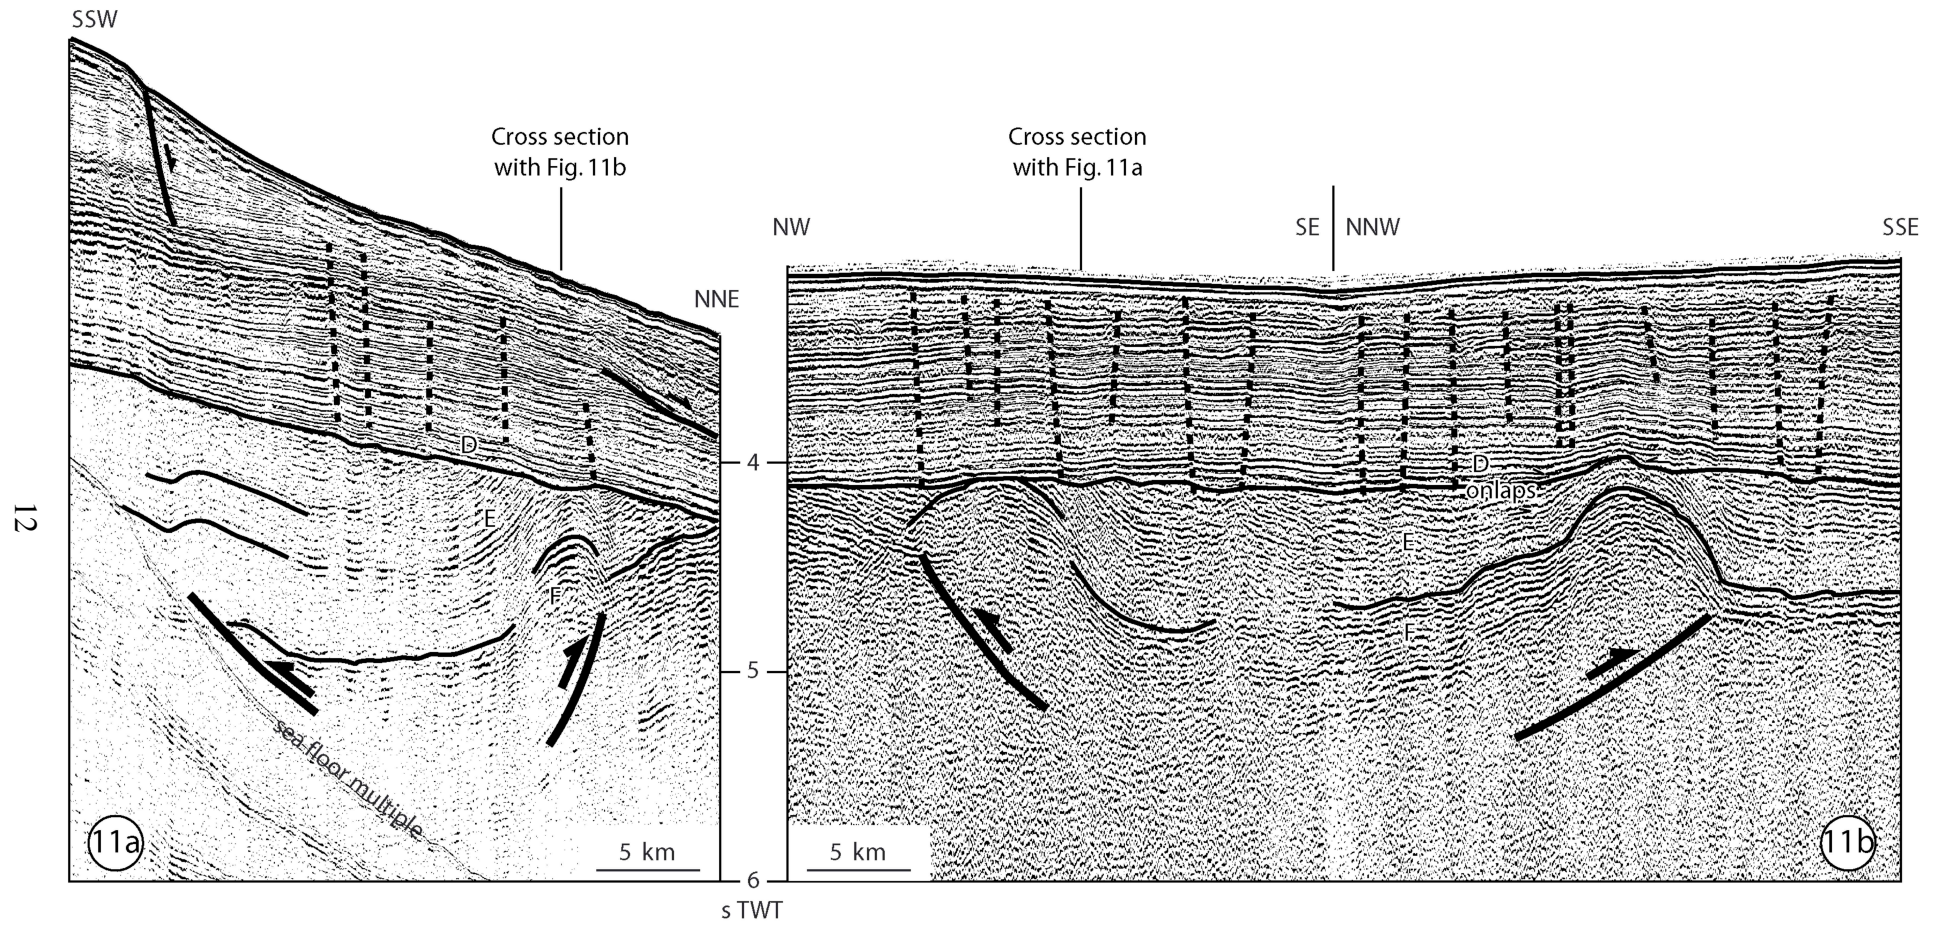 SSW
Cross section
with Fig. 11b
Cross section
with Fig. 11a
NW
SE
NNW
SSE
NNE
D
4
D
onlaps
E
E
F
F
12
5
sea floor multiple
11a
5 km
5 km
11b
6
s TWT